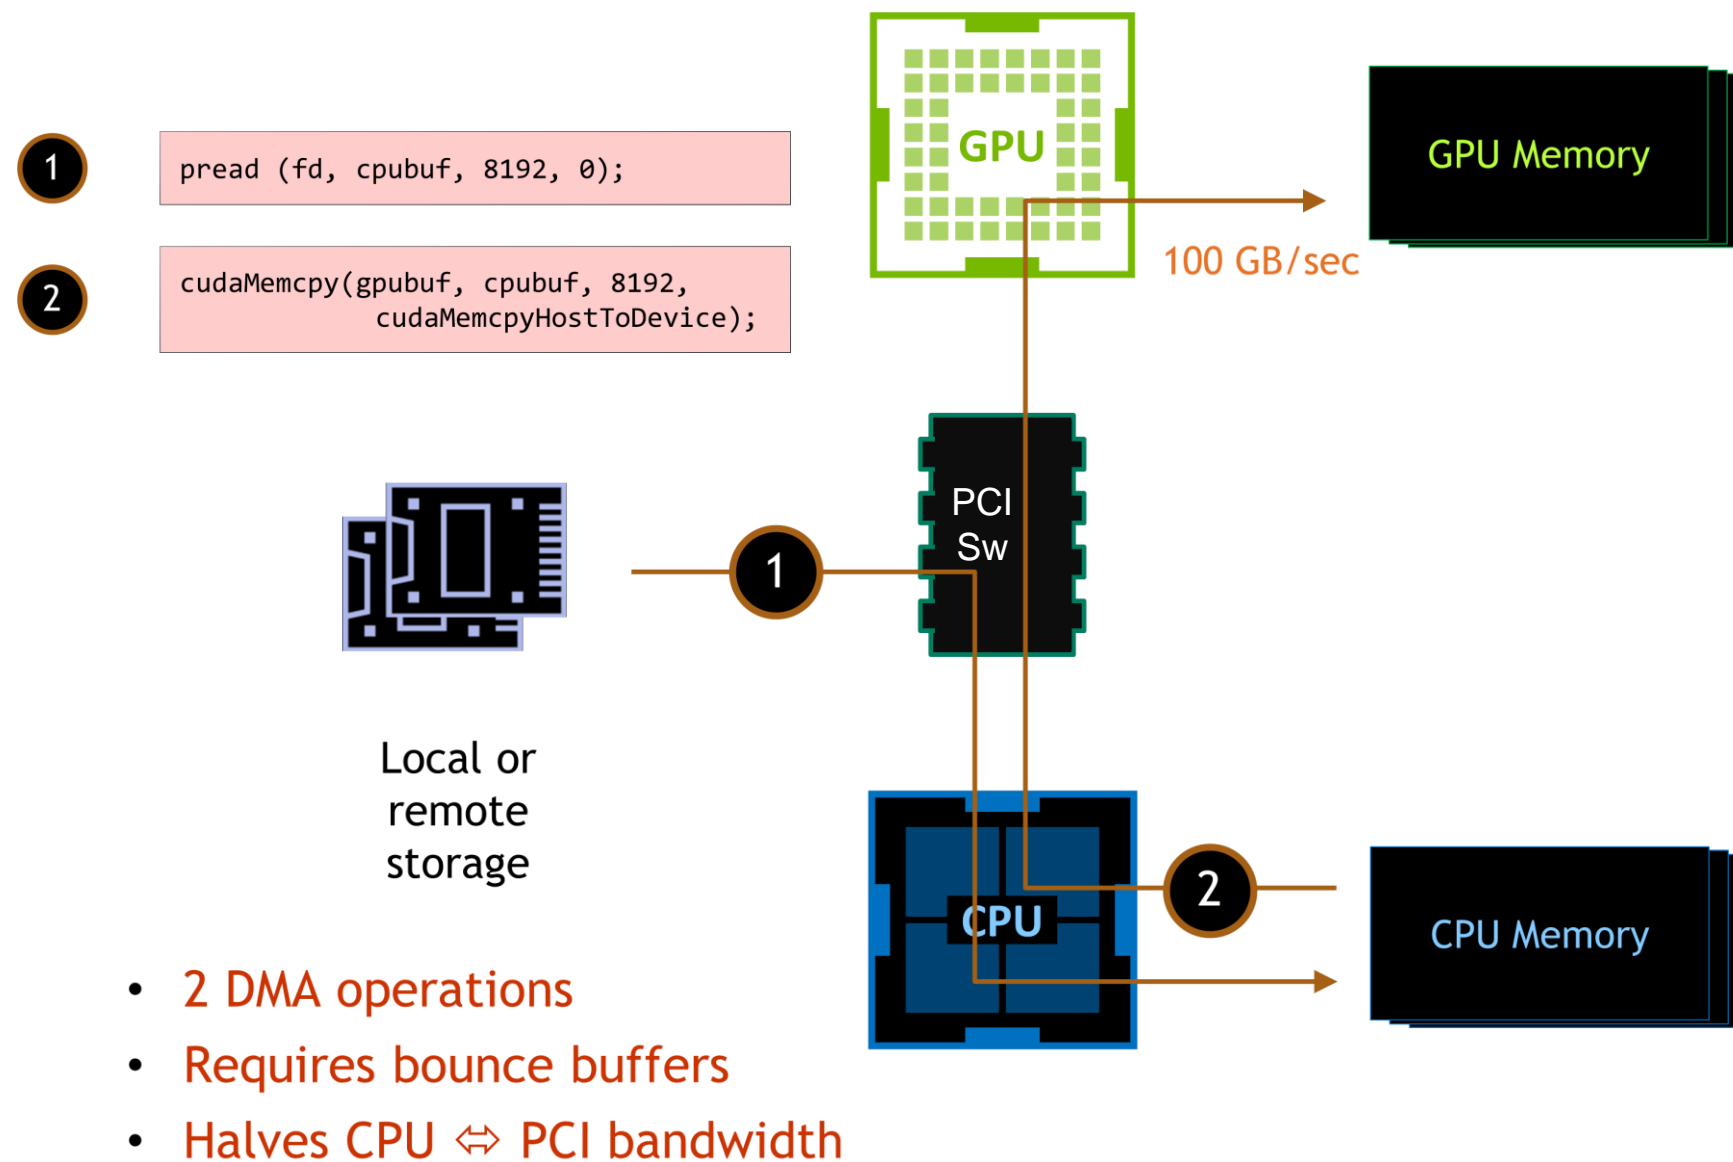 1
pread (fd, cpubuf, 8192, 0);
2
cudaMemcpy(gpubuf, cpubuf, 8192,
cudaMemcpyHostToDevice);
GPU
GPU Memory
100 GB/sec
PCI
Sw
1
Local or
remote
storage
2
CPU
CPU Memory
• 2 DMA operations
• Requires bounce buffers
• Halves CPU ⬄ PCI bandwidth